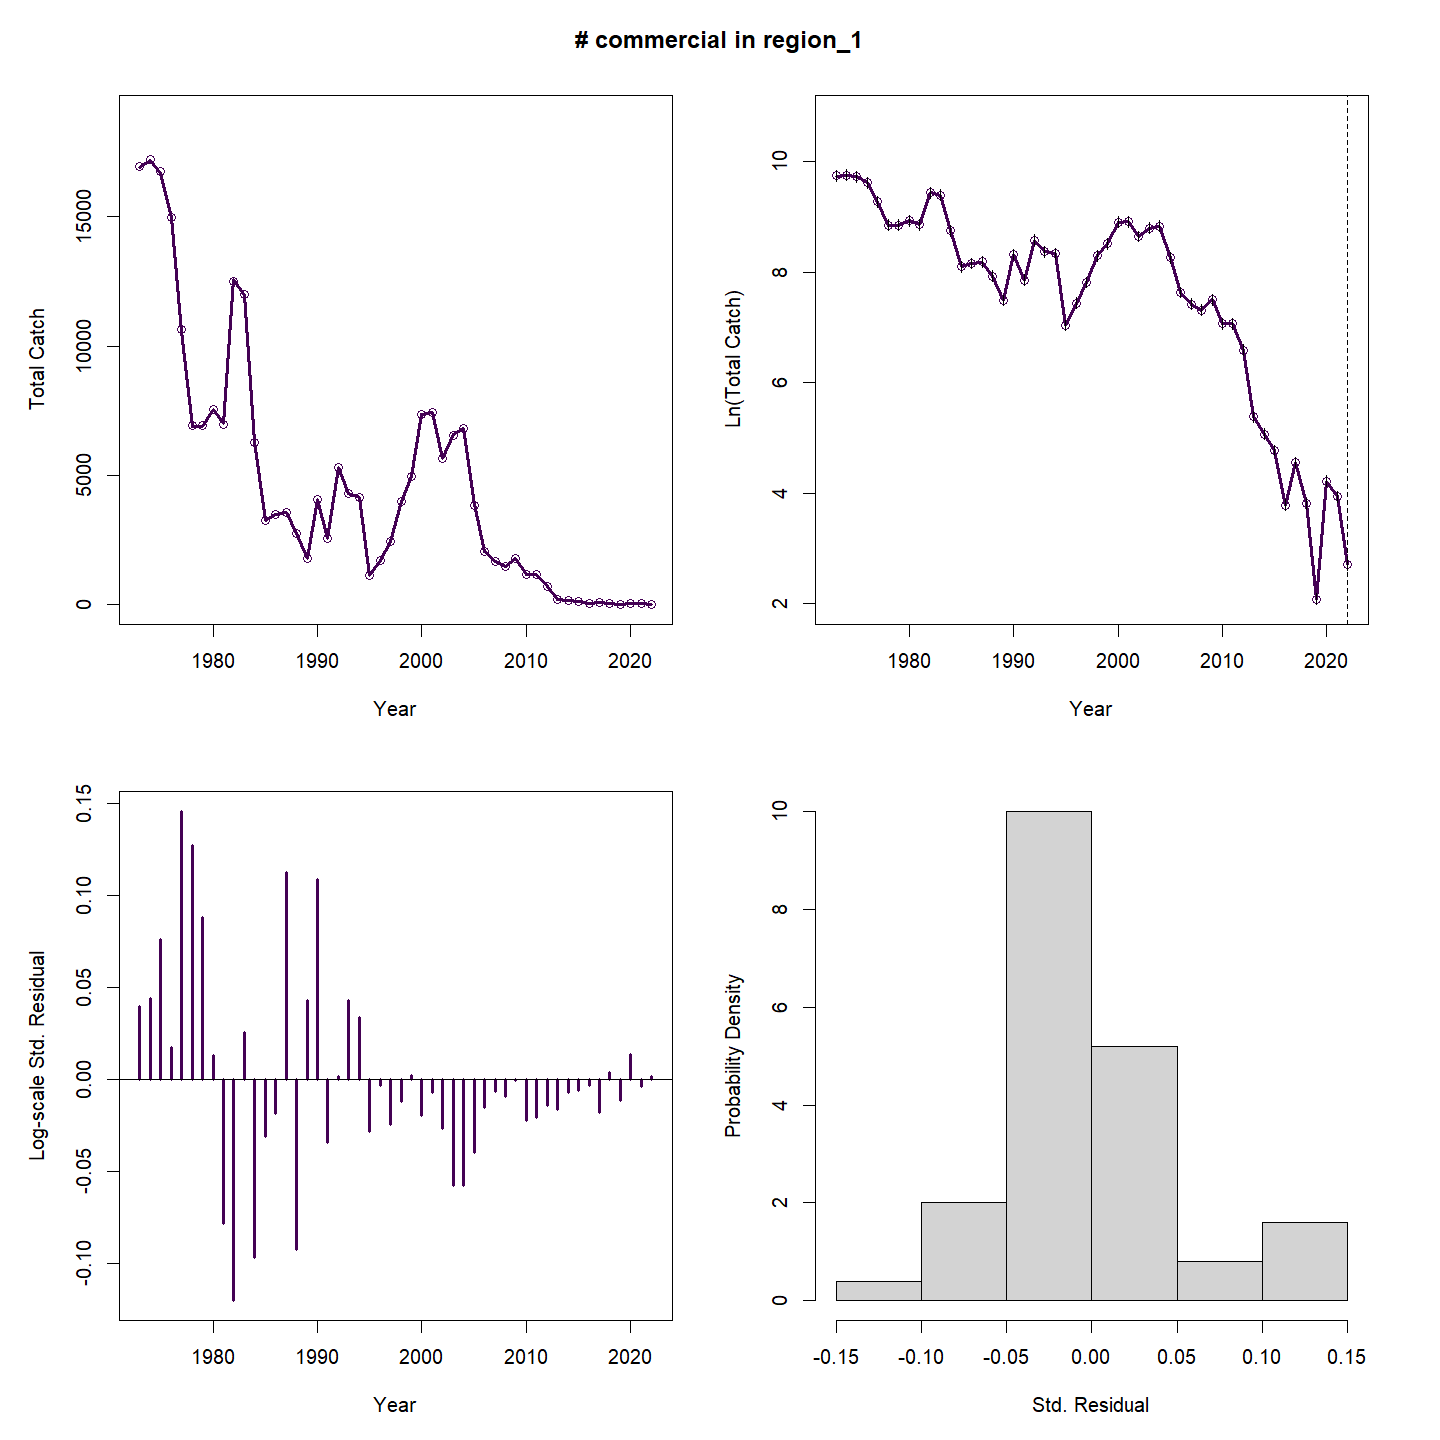 # commercial in region_1
Total Catch
15000
10000
5000
0
1980 1990 2000 2010 2020
Year
Ln(Total Catch)
10
8
6
4
2
1980 1990 2000 2010 2020
Year
Log-scale Std. Residual
0.15
0.10
0.05
0.00
-0.05
-0.10
1980 1990 2000 2010 2020
Year
Probability Density
10
8
6
4
2
0
-0.15 -0.10 -0.05 0.00 0.05 0.10 0.15
Std. Residual